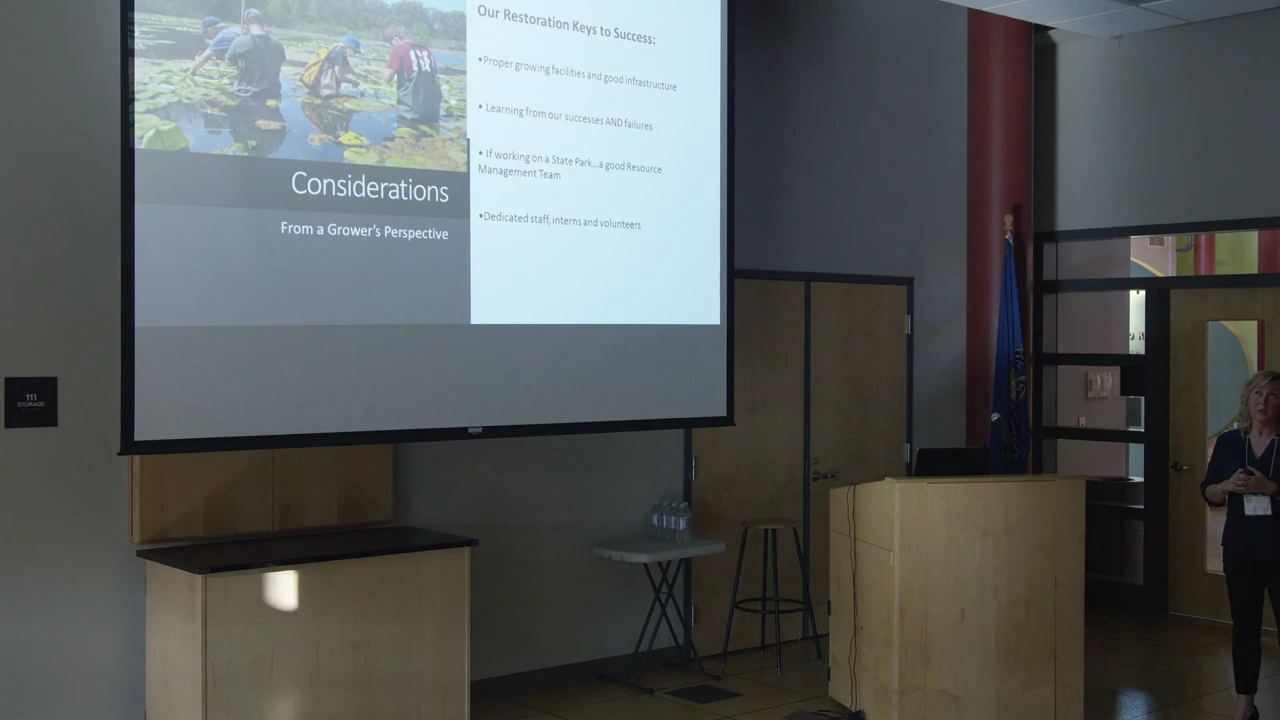 Our Restoration Keys to Success:
•Proper growing facilities and good infrastructure
• Learning from our successes AND failures
• If working on a State Park...a good Resource
Management Team
•Dedicated staff, interns and volunteers
Considerations
From a Grower's Perspective
111
STORAGE